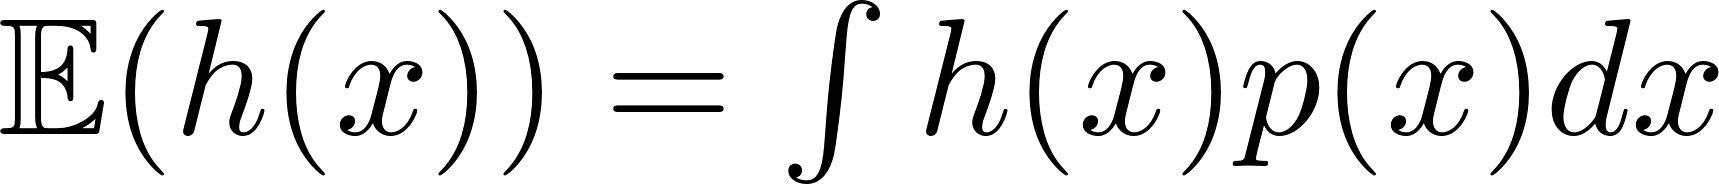 𝔼(h(x)) = ∫ h(x)p(x)dx